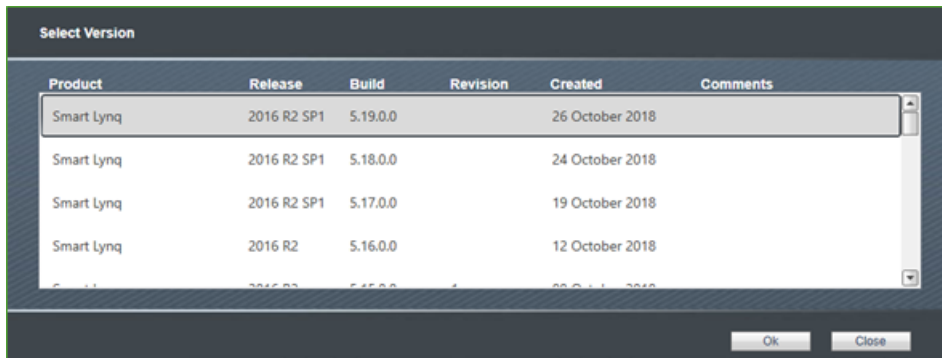 Select Version
Product Release Build Revision Created Comments
Smart Lynq 2016 R2 SP1 5.19.0.0 26 October 2018
Smart Lynq 2016 R2 SP1 5.18.0.0 24 October 2018
Smart Lynq 2016 R2 SP1 5.17.0.0 19 October 2018
Smart Lynq 2016 R2 5.16.0.0 12 October 2018
Ok Close